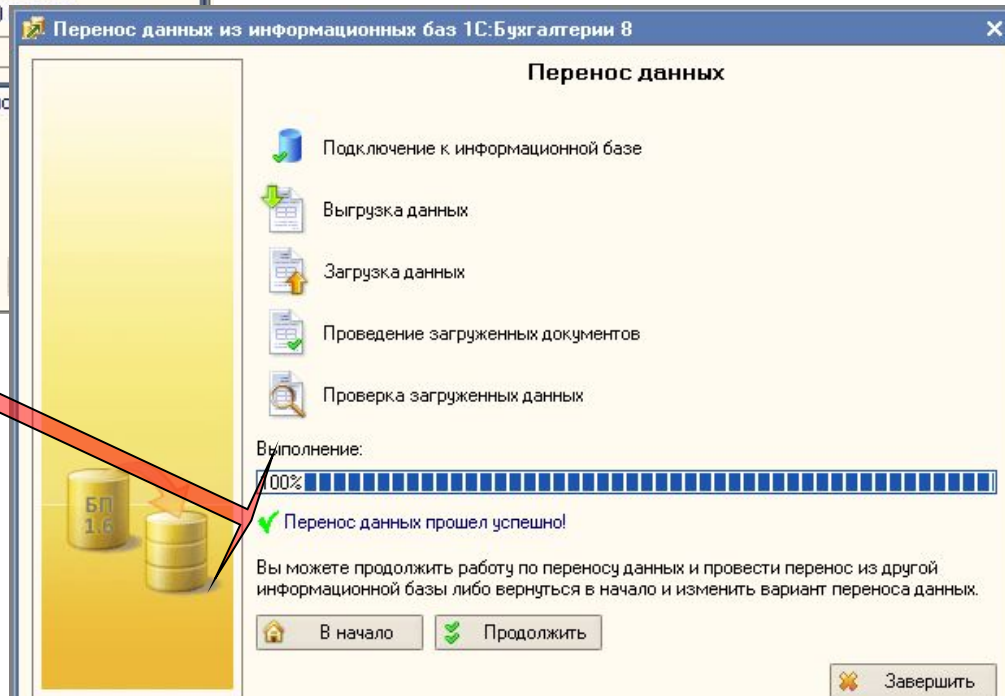 Перенос данных из информационных баз 1С:Бухгалтерии 8
Перенос данных
Подключение к информационной базе
Выгрузка данных
Загрузка данных
Проведение загруженных документов
Проверка загруженных данных
Выполнение:
100%
Перенос данных прошел успешно!
БП
1.6
Вы можете продолжить работу по переносу данных и провести перенос из другой
информационной базы либо вернуться в начало и изменить вариант переноса данных.
В начало
Продолжить
Завершить